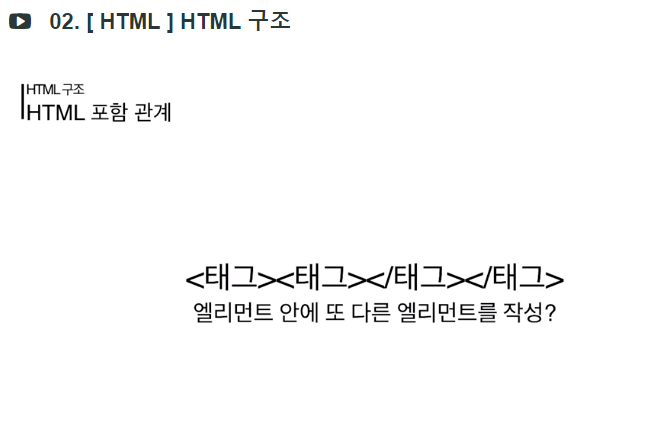 02. [ HTML ] HTML 구조
HTML 구조
HTML 포함 관계
<태그><태그></태그></태그>
엘리먼트 안에 또 다른 엘리먼트를 작성?